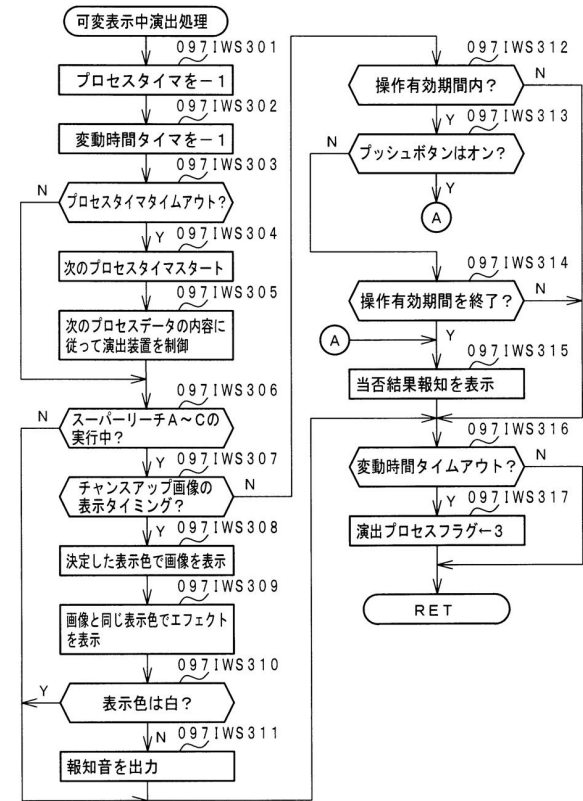 可変表示中演出処理
097IWS301
プロセスタイマを－1
097IWS302
変動時間タイマを－1
097IWS303
N
プロセスタイマタイムアウト?
Y
097IWS304
次のプロセスタイマスタート
097IWS305
次のプロセスデータの内容に
従って演出装置を制御
097IWS306
N
スーパーリーチA～Cの
実行中?
Y
097IWS307
チャンスアップ画像の
表示タイミング?
N
Y
097IWS308
決定した表示色で画像を表示
097IWS309
画像と同じ表示色でエフェクト
を表示
097IWS310
Y
表示色は白?
N
097IWS311
報知音を出力
097IWS312
操作有効期間内?
N
Y
097IWS313
N
プッシュボタンはオン?
Y
A
097IWS314
操作有効期間を終了?
N
A
Y
097IWS315
当否結果報知を表示
097IWS316
変動時間タイムアウト?
N
Y
097IWS317
演出プロセスフラグ←3
RET